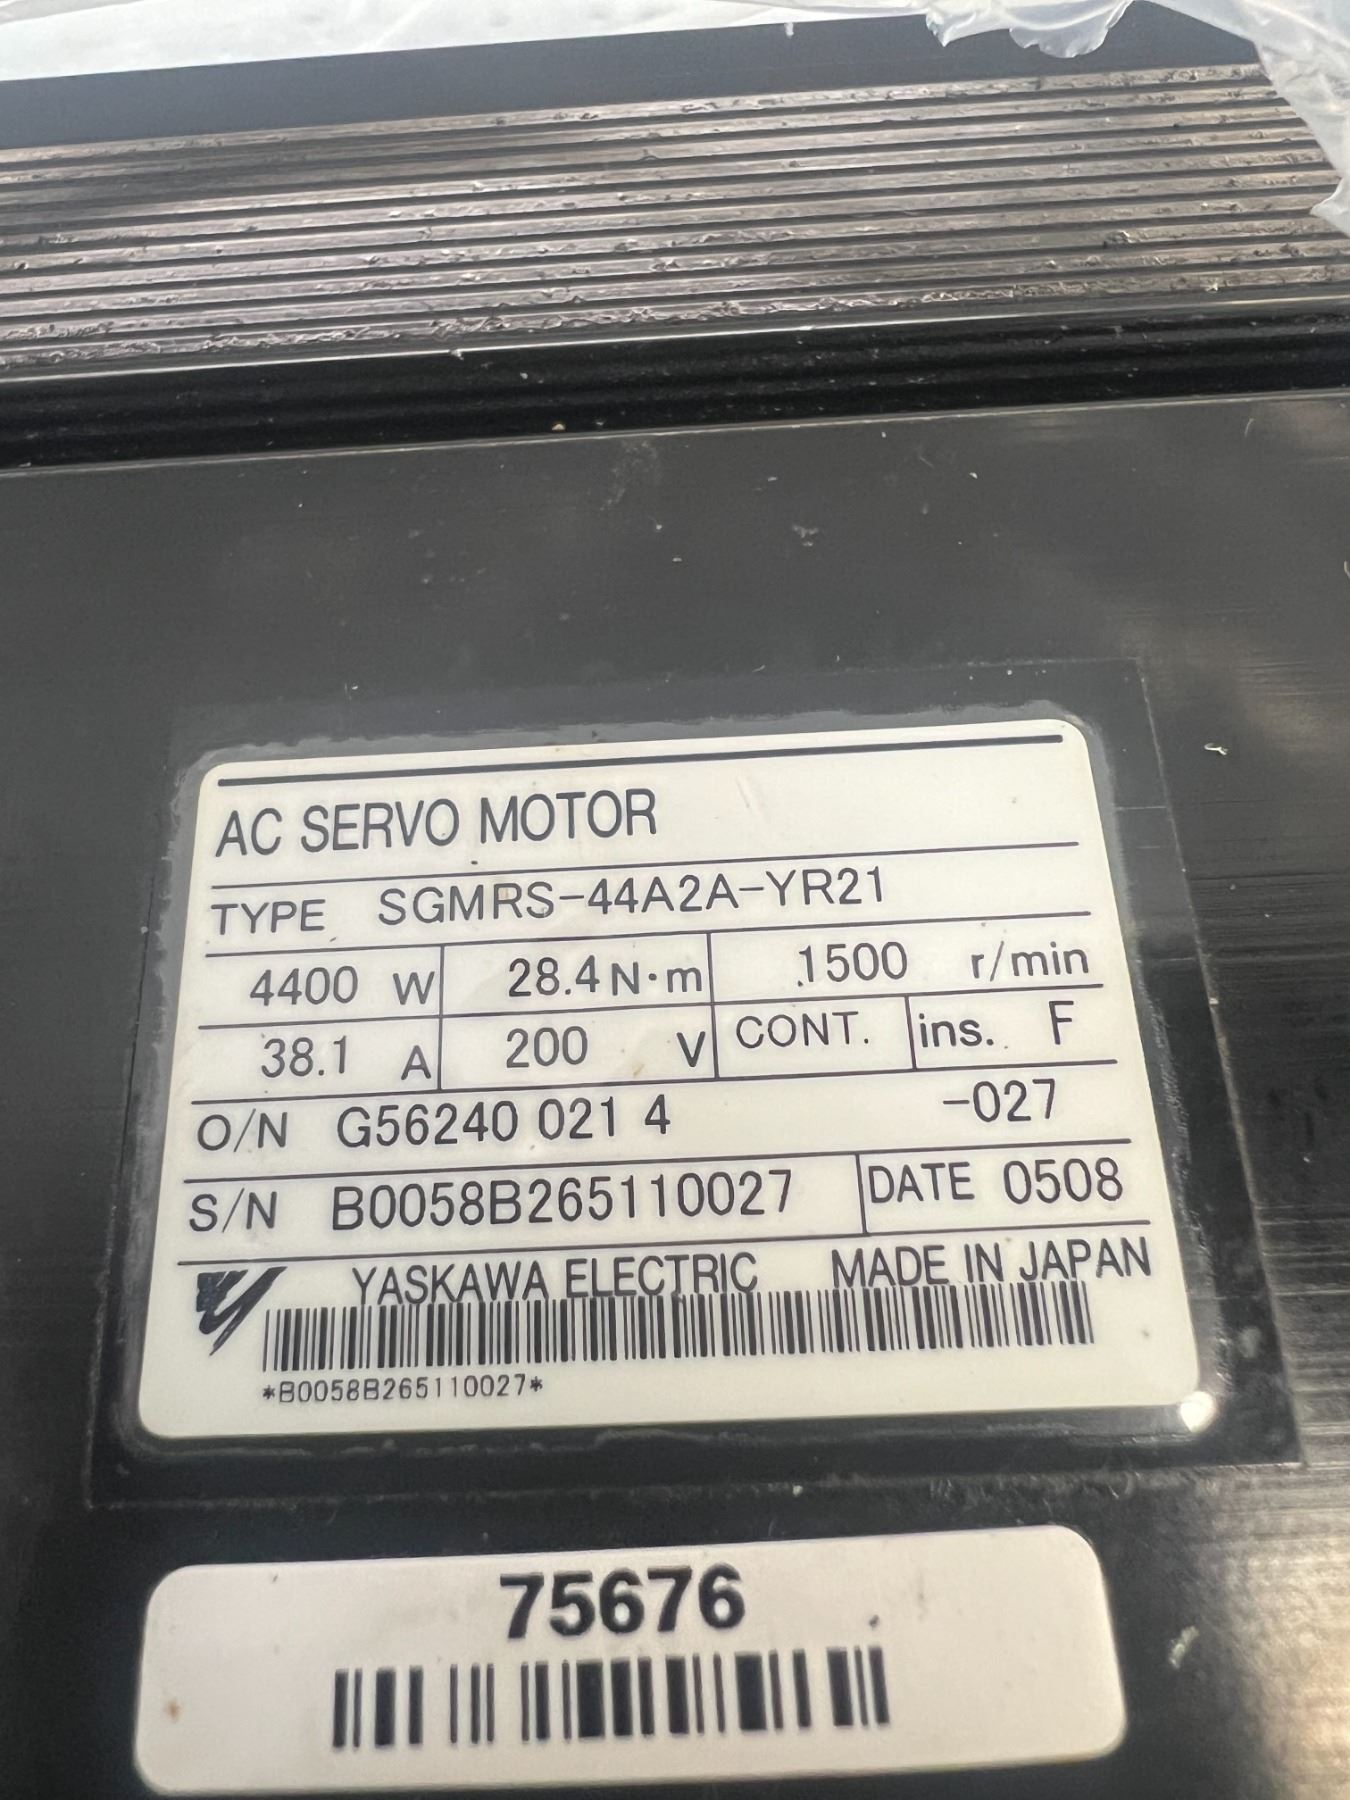 AC SERVO MOTOR
TYPE SGMRS-44A2A-YR21
4400 W 28.4 N·m 1500 r/min
38.1 A 200 V CONT. ins. F
O/N G56240 021 4 -027
S/N B0058B265110027 DATE 0508
YASKAWA ELECTRIC MADE IN JAPAN
*B0058B265110027*
75676